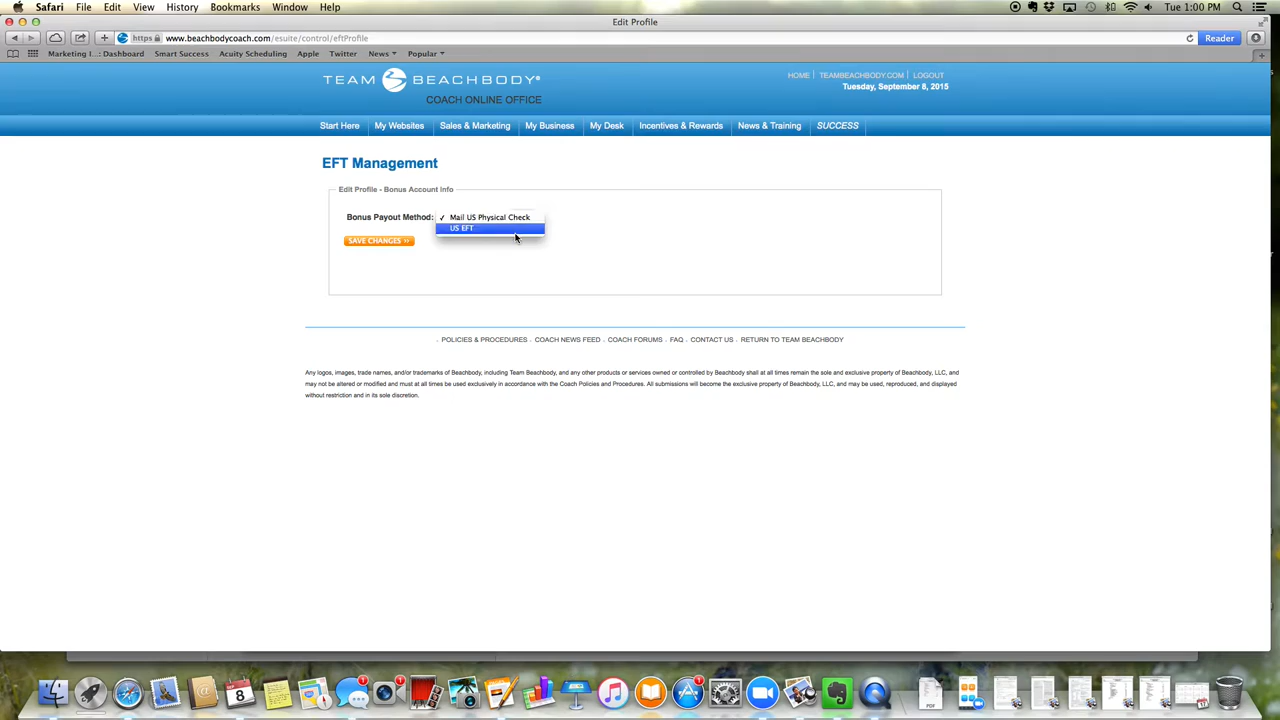 Safari File Edit View History Bookmarks Window Help
Tue 1:00 PM
Edit Profile
https www.beachbodycoach.com/esuite/control/eftProfile
Reader
Marketing I...: Dashboard Smart Success Acuity Scheduling Apple Twitter News Popular
TEAM BEACHBODY®
COACH ONLINE OFFICE
HOME | TEAMBEACHBODY.COM | LOGOUT
Tuesday, September 8, 2015
Start Here My Websites Sales & Marketing My Business My Desk Incentives & Rewards News & Training SUCCESS
EFT Management
Edit Profile - Bonus Account Info
Bonus Payout Method: ✓ Mail US Physical Check
US EFT
SAVE CHANGES >>
. POLICIES & PROCEDURES . COACH NEWS FEED . COACH FORUMS . FAQ . CONTACT US . RETURN TO TEAM BEACHBODY
Any logos, images, trade names, and/or trademarks of Beachbody, including Team Beachbody, and any other products or services owned or controlled by Beachbody shall at all times remain the sole and exclusive property of Beachbody, LLC, and
may not be altered or modified and must at all times be used exclusively in accordance with the Coach Policies and Procedures. All submissions will become the exclusive property of Beachbody, LLC, and may be used, reproduced, and displayed
without restriction and in its sole discretion.
SEP
8
1
1
1
PDF